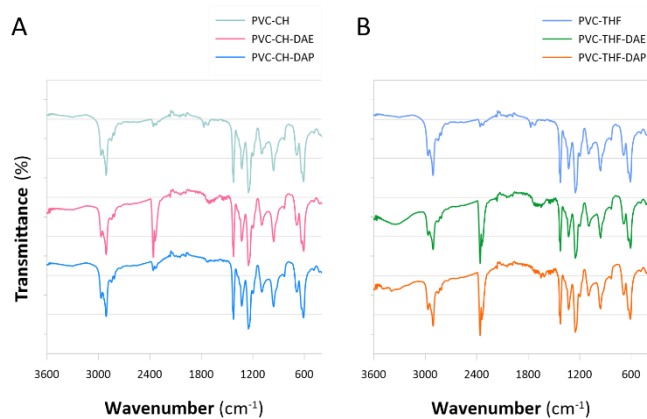 A
PVC-CH
PVC-CH-DAE
PVC-CH-DAP
Transmittance (%)
3600 3000 2400 1800 1200 600
Wavenumber (cm⁻¹)
B
PVC-THF
PVC-THF-DAE
PVC-THF-DAP
3600 3000 2400 1800 1200 600
Wavenumber (cm⁻¹)